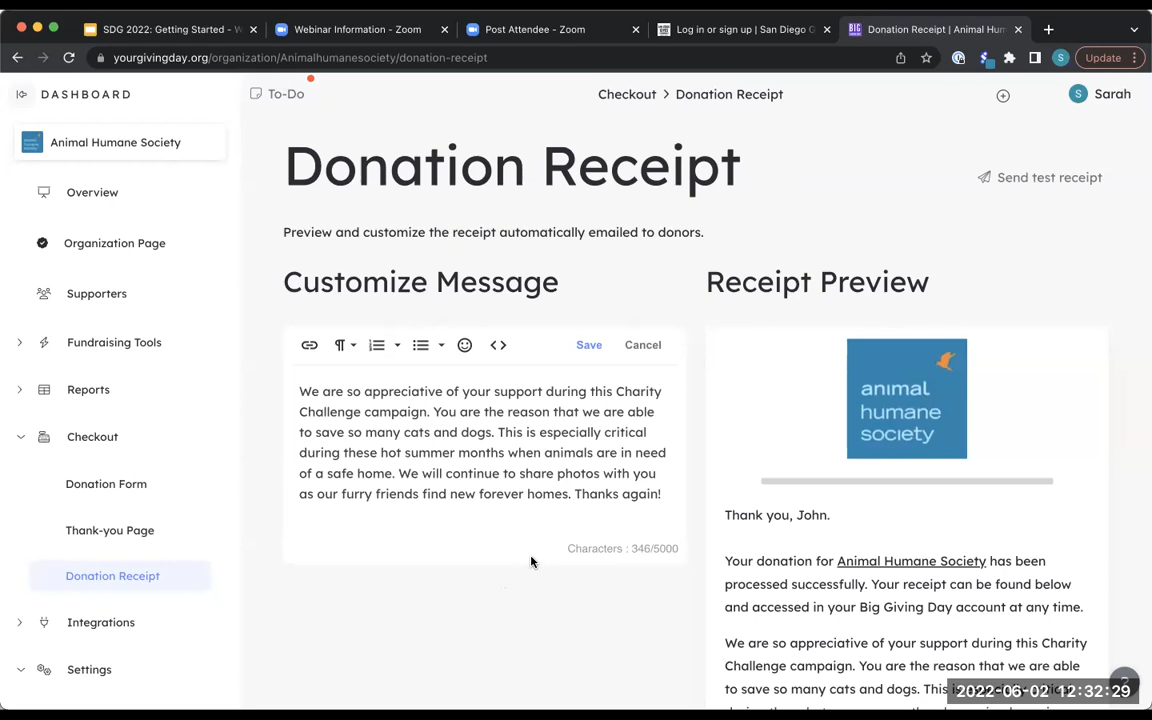 SDG 2022: Getting Started - W
Webinar Information - Zoom
Post Attendee - Zoom
Log in or sign up | San Diego G
BIG
Donation Receipt | Animal Hum
yourgivingday.org/organization/Animalhumanesociety/donation-receipt
S
Update
DASHBOARD
To-Do
Checkout > Donation Receipt
S
Sarah
Animal Humane Society
Overview
Organization Page
Supporters
Fundraising Tools
Reports
Checkout
Donation Form
Thank-you Page
Donation Receipt
Integrations
Settings
Donation Receipt
Send test receipt
Preview and customize the receipt automatically emailed to donors.
Customize Message
Save
Cancel
We are so appreciative of your support during this Charity
Challenge campaign. You are the reason that we are able
to save so many cats and dogs. This is especially critical
during these hot summer months when animals are in need
of a safe home. We will continue to share photos with you
as our furry friends find new forever homes. Thanks again!
Characters : 346/5000
Receipt Preview
animal
humane
society
Thank you, John.
Your donation for Animal Humane Society has been
processed successfully. Your receipt can be found below
and accessed in your Big Giving Day account at any time.
We are so appreciative of your support during this Charity
Challenge campaign. You are the reason that we are able
to save so many cats and dogs. This
2022-06-02 12:32:29